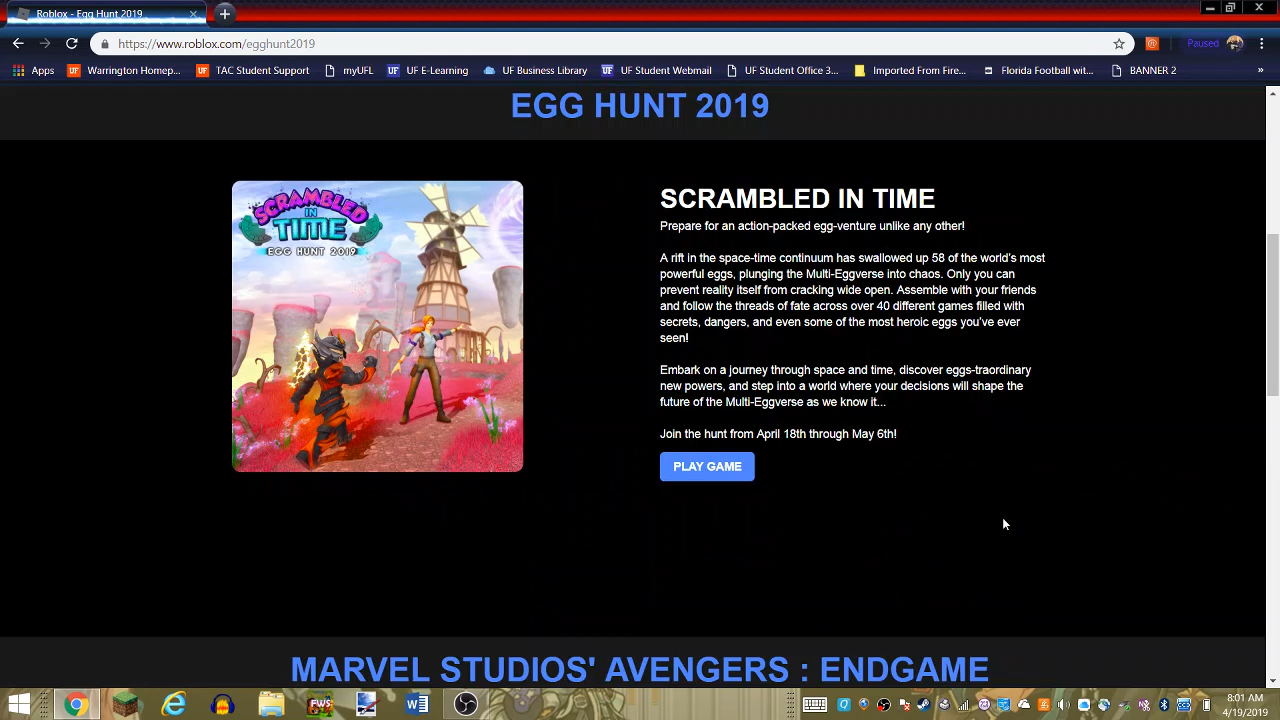 Roblox - Egg Hunt 2019
https://www.roblox.com/egghunt2019
Paused
Apps
Warrington Homep...
TAC Student Support
myUFL
UF E-Learning
UF Business Library
UF Student Webmail
UF Student Office 3...
Imported From Fire...
Florida Football wit...
BANNER 2
»
EGG HUNT 2019
SCRAMBLED
IN
TIME
EGG HUNT 2019
SCRAMBLED IN TIME
Prepare for an action-packed egg-venture unlike any other!
A rift in the space-time continuum has swallowed up 58 of the world's most
powerful eggs, plunging the Multi-Eggverse into chaos. Only you can
prevent reality itself from cracking wide open. Assemble with your friends
and follow the threads of fate across over 40 different games filled with
secrets, dangers, and even some of the most heroic eggs you've ever
seen!
Embark on a journey through space and time, discover eggs-traordinary
new powers, and step into a world where your decisions will shape the
future of the Multi-Eggverse as we know it...
Join the hunt from April 18th through May 6th!
PLAY GAME
MARVEL STUDIOS' AVENGERS : ENDGAME
FWS
8:01 AM
4/19/2019